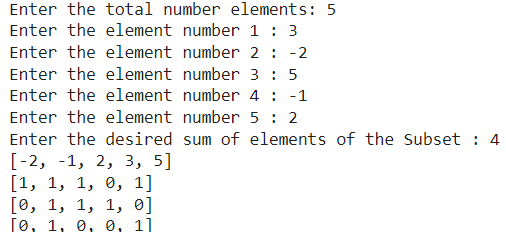 Enter the total number elements: 5
Enter the element number 1 : 3
Enter the element number 2 : -2
Enter the element number 3 : 5
Enter the element number 4 : -1
Enter the element number 5 : 2
Enter the desired sum of elements of the Subset : 4
[-2, -1, 2, 3, 5]
[1, 1, 1, 0, 1]
[0, 1, 1, 1, 0]
[0, 1, 0, 0, 1]